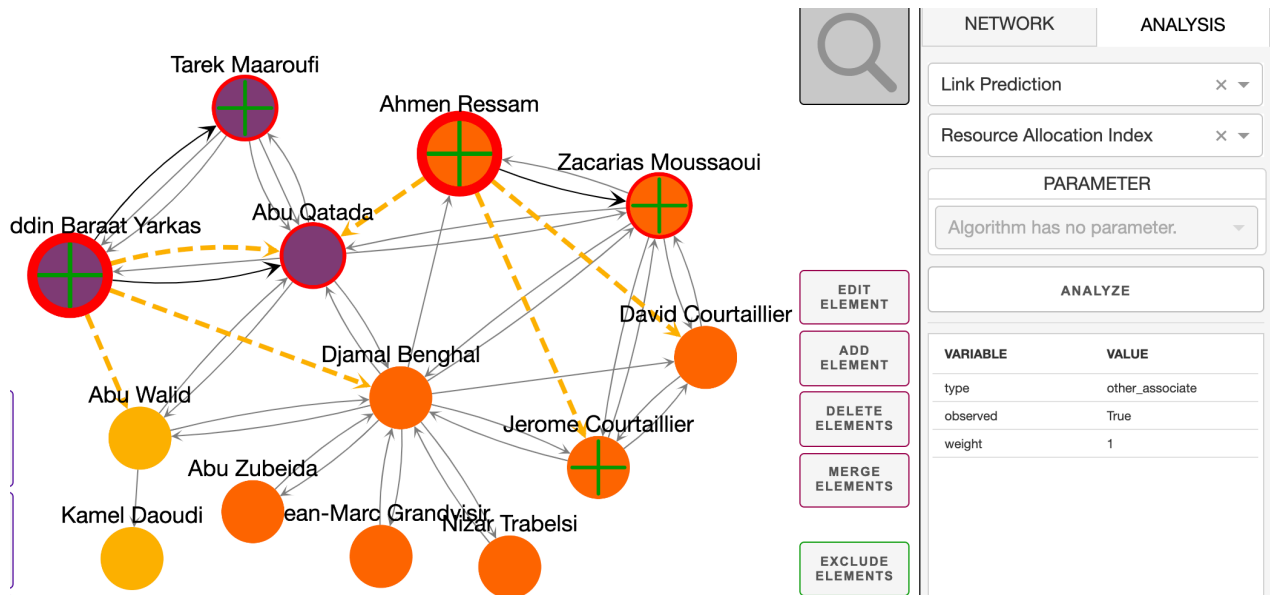 Tarek Maaroufi
Ahmen Ressam
Zacarias Moussaoui
Abu Qatada
ddin Baraat Yarkas
David Courtaillier
Djamal Benghal
Abu Walid
Jerome Courtaillier
Abu Zubeida
Kamel Daoudi
ean-Marc Grandvisir
Nizar Trabelsi
EDIT
ELEMENT
ADD
ELEMENT
DELETE
ELEMENTS
MERGE
ELEMENTS
EXCLUDE
ELEMENTS
NETWORK
ANALYSIS
Link Prediction
Resource Allocation Index
PARAMETER
Algorithm has no parameter.
ANALYZE
VARIABLE VALUE
type other_associate
observed True
weight 1